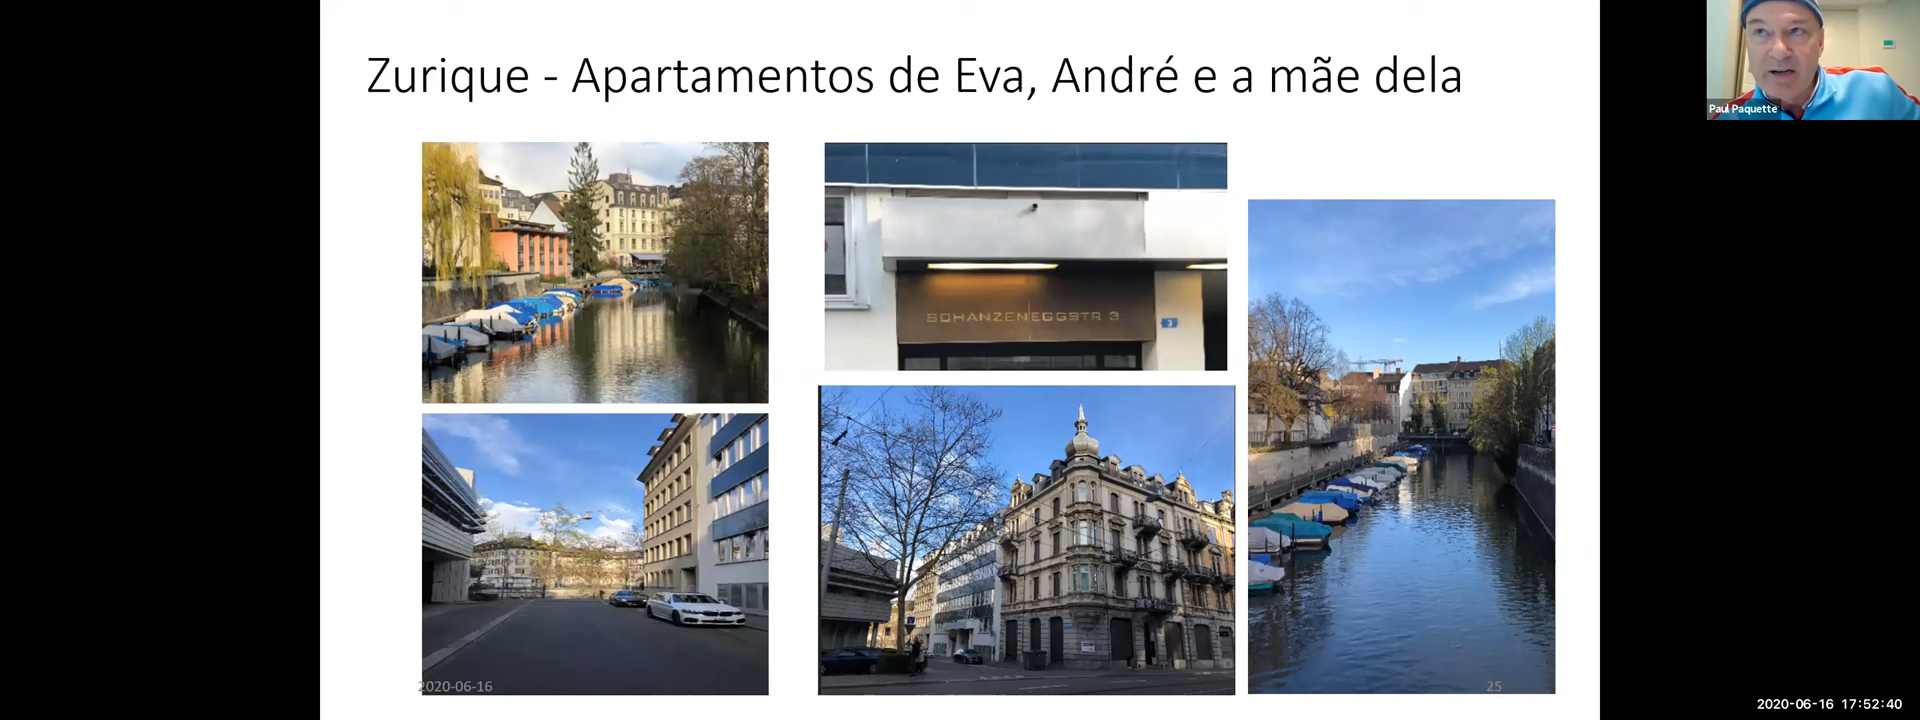 Zurique - Apartamentos de Eva, André e a mãe dela
Paul Paquette
SCHANZENEGGSTR 3
3
2020-06-16
25
2020-06-16 17:52:40